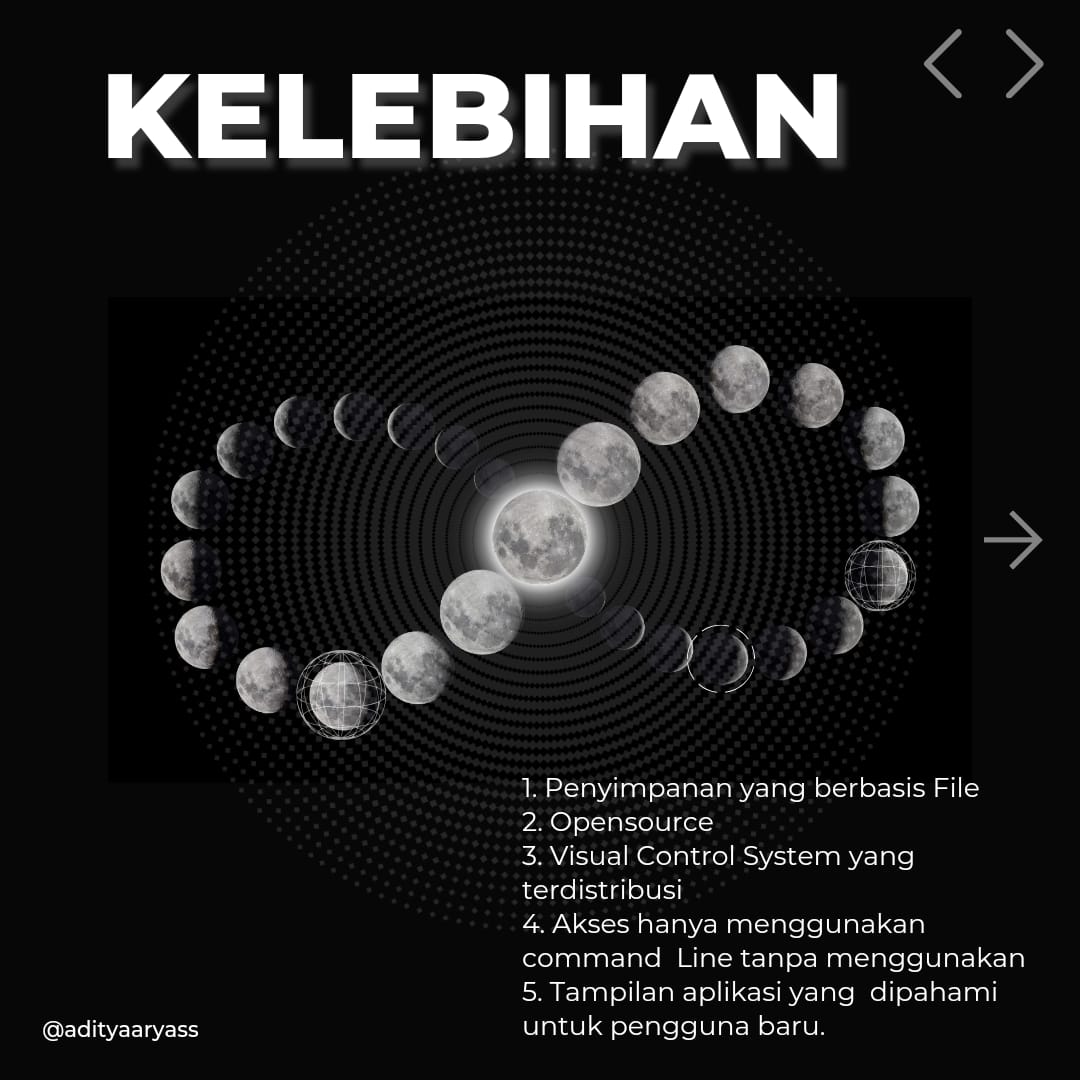 KELEBIHAN
1. Penyimpanan yang berbasis File
2. Opensource
3. Visual Control System yang
terdistribusi
4. Akses hanya menggunakan
command  Line tanpa menggunakan
5. Tampilan aplikasi yang  dipahami
untuk pengguna baru.
@adityaaryass